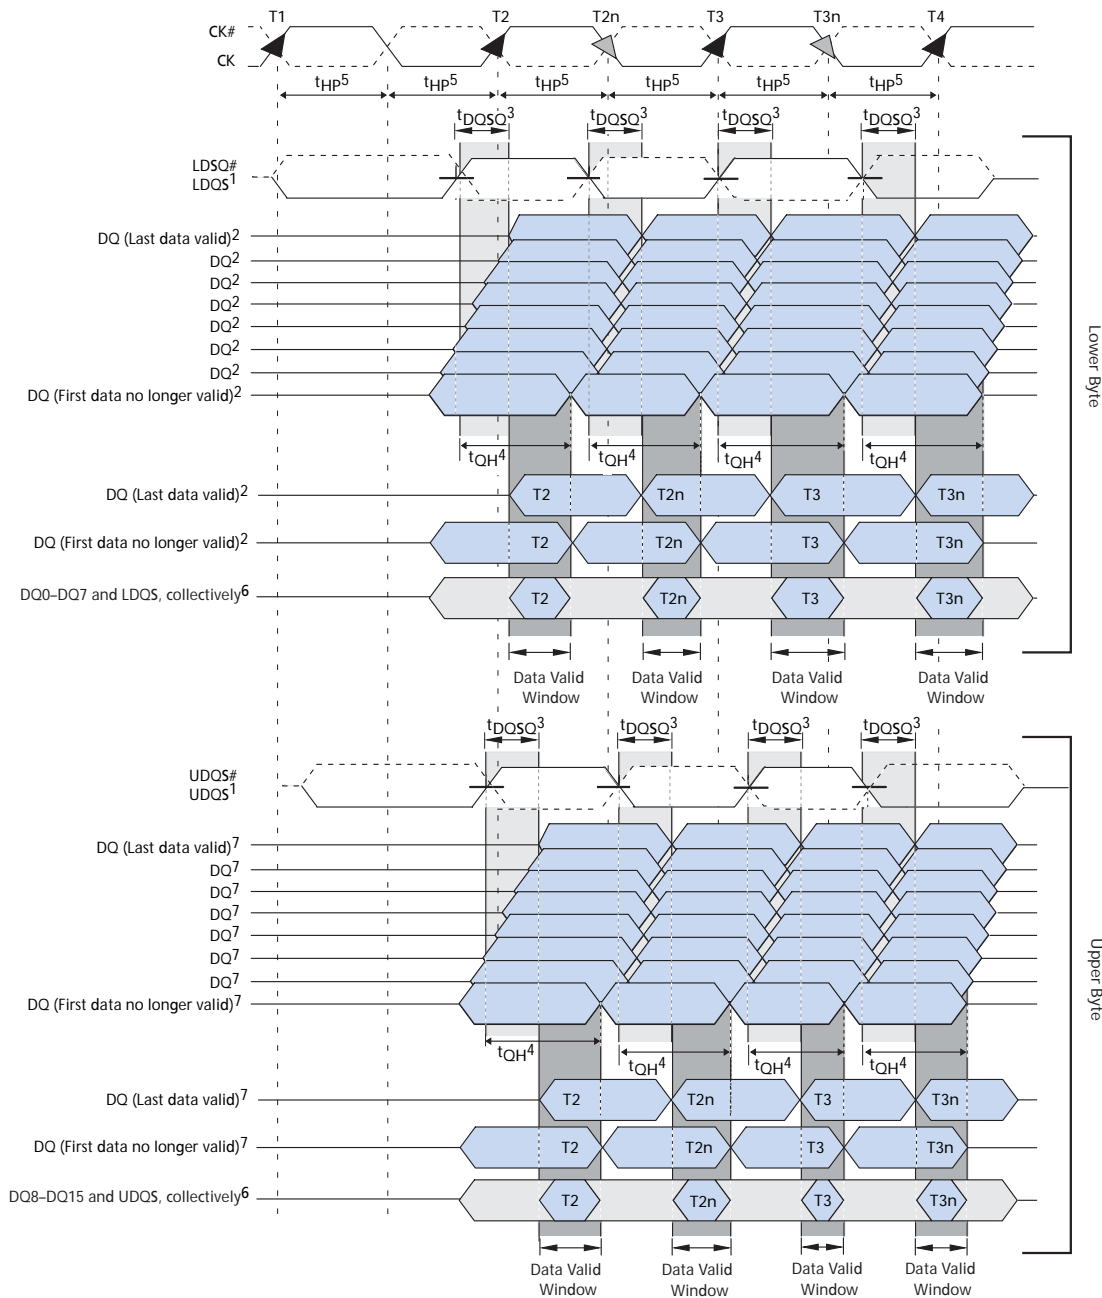 T1 T2 T2n T3 T3n T4
CK#
CK
tHP5 tHP5 tHP5 tHP5 tHP5 tHP5
tDQSQ3 tDQSQ3 tDQSQ3 tDQSQ3
LDSQ#
LDQS1
DQ (Last data valid)2
DQ2
DQ2
DQ2
DQ2
DQ2
DQ2
DQ (First data no longer valid)2
tQH4 tQH4 tQH4 tQH4
DQ (Last data valid)2 T2 T2n T3 T3n
DQ (First data no longer valid)2 T2 T2n T3 T3n
DQ0–DQ7 and LDQS, collectively6 T2 T2n T3 T3n
Data Valid Window
Data Valid Window
Data Valid Window
Data Valid Window
Lower Byte
tDQSQ3 tDQSQ3 tDQSQ3 tDQSQ3
UDQS#
UDQS1
DQ (Last data valid)7
DQ7
DQ7
DQ7
DQ7
DQ7
DQ7
DQ (First data no longer valid)7
tQH4 tQH4 tQH4 tQH4
DQ (Last data valid)7 T2 T2n T3 T3n
DQ (First data no longer valid)7 T2 T2n T3 T3n
DQ8–DQ15 and UDQS, collectively6 T2 T2n T3 T3n
Data Valid Window
Data Valid Window
Data Valid Window
Data Valid Window
Upper Byte